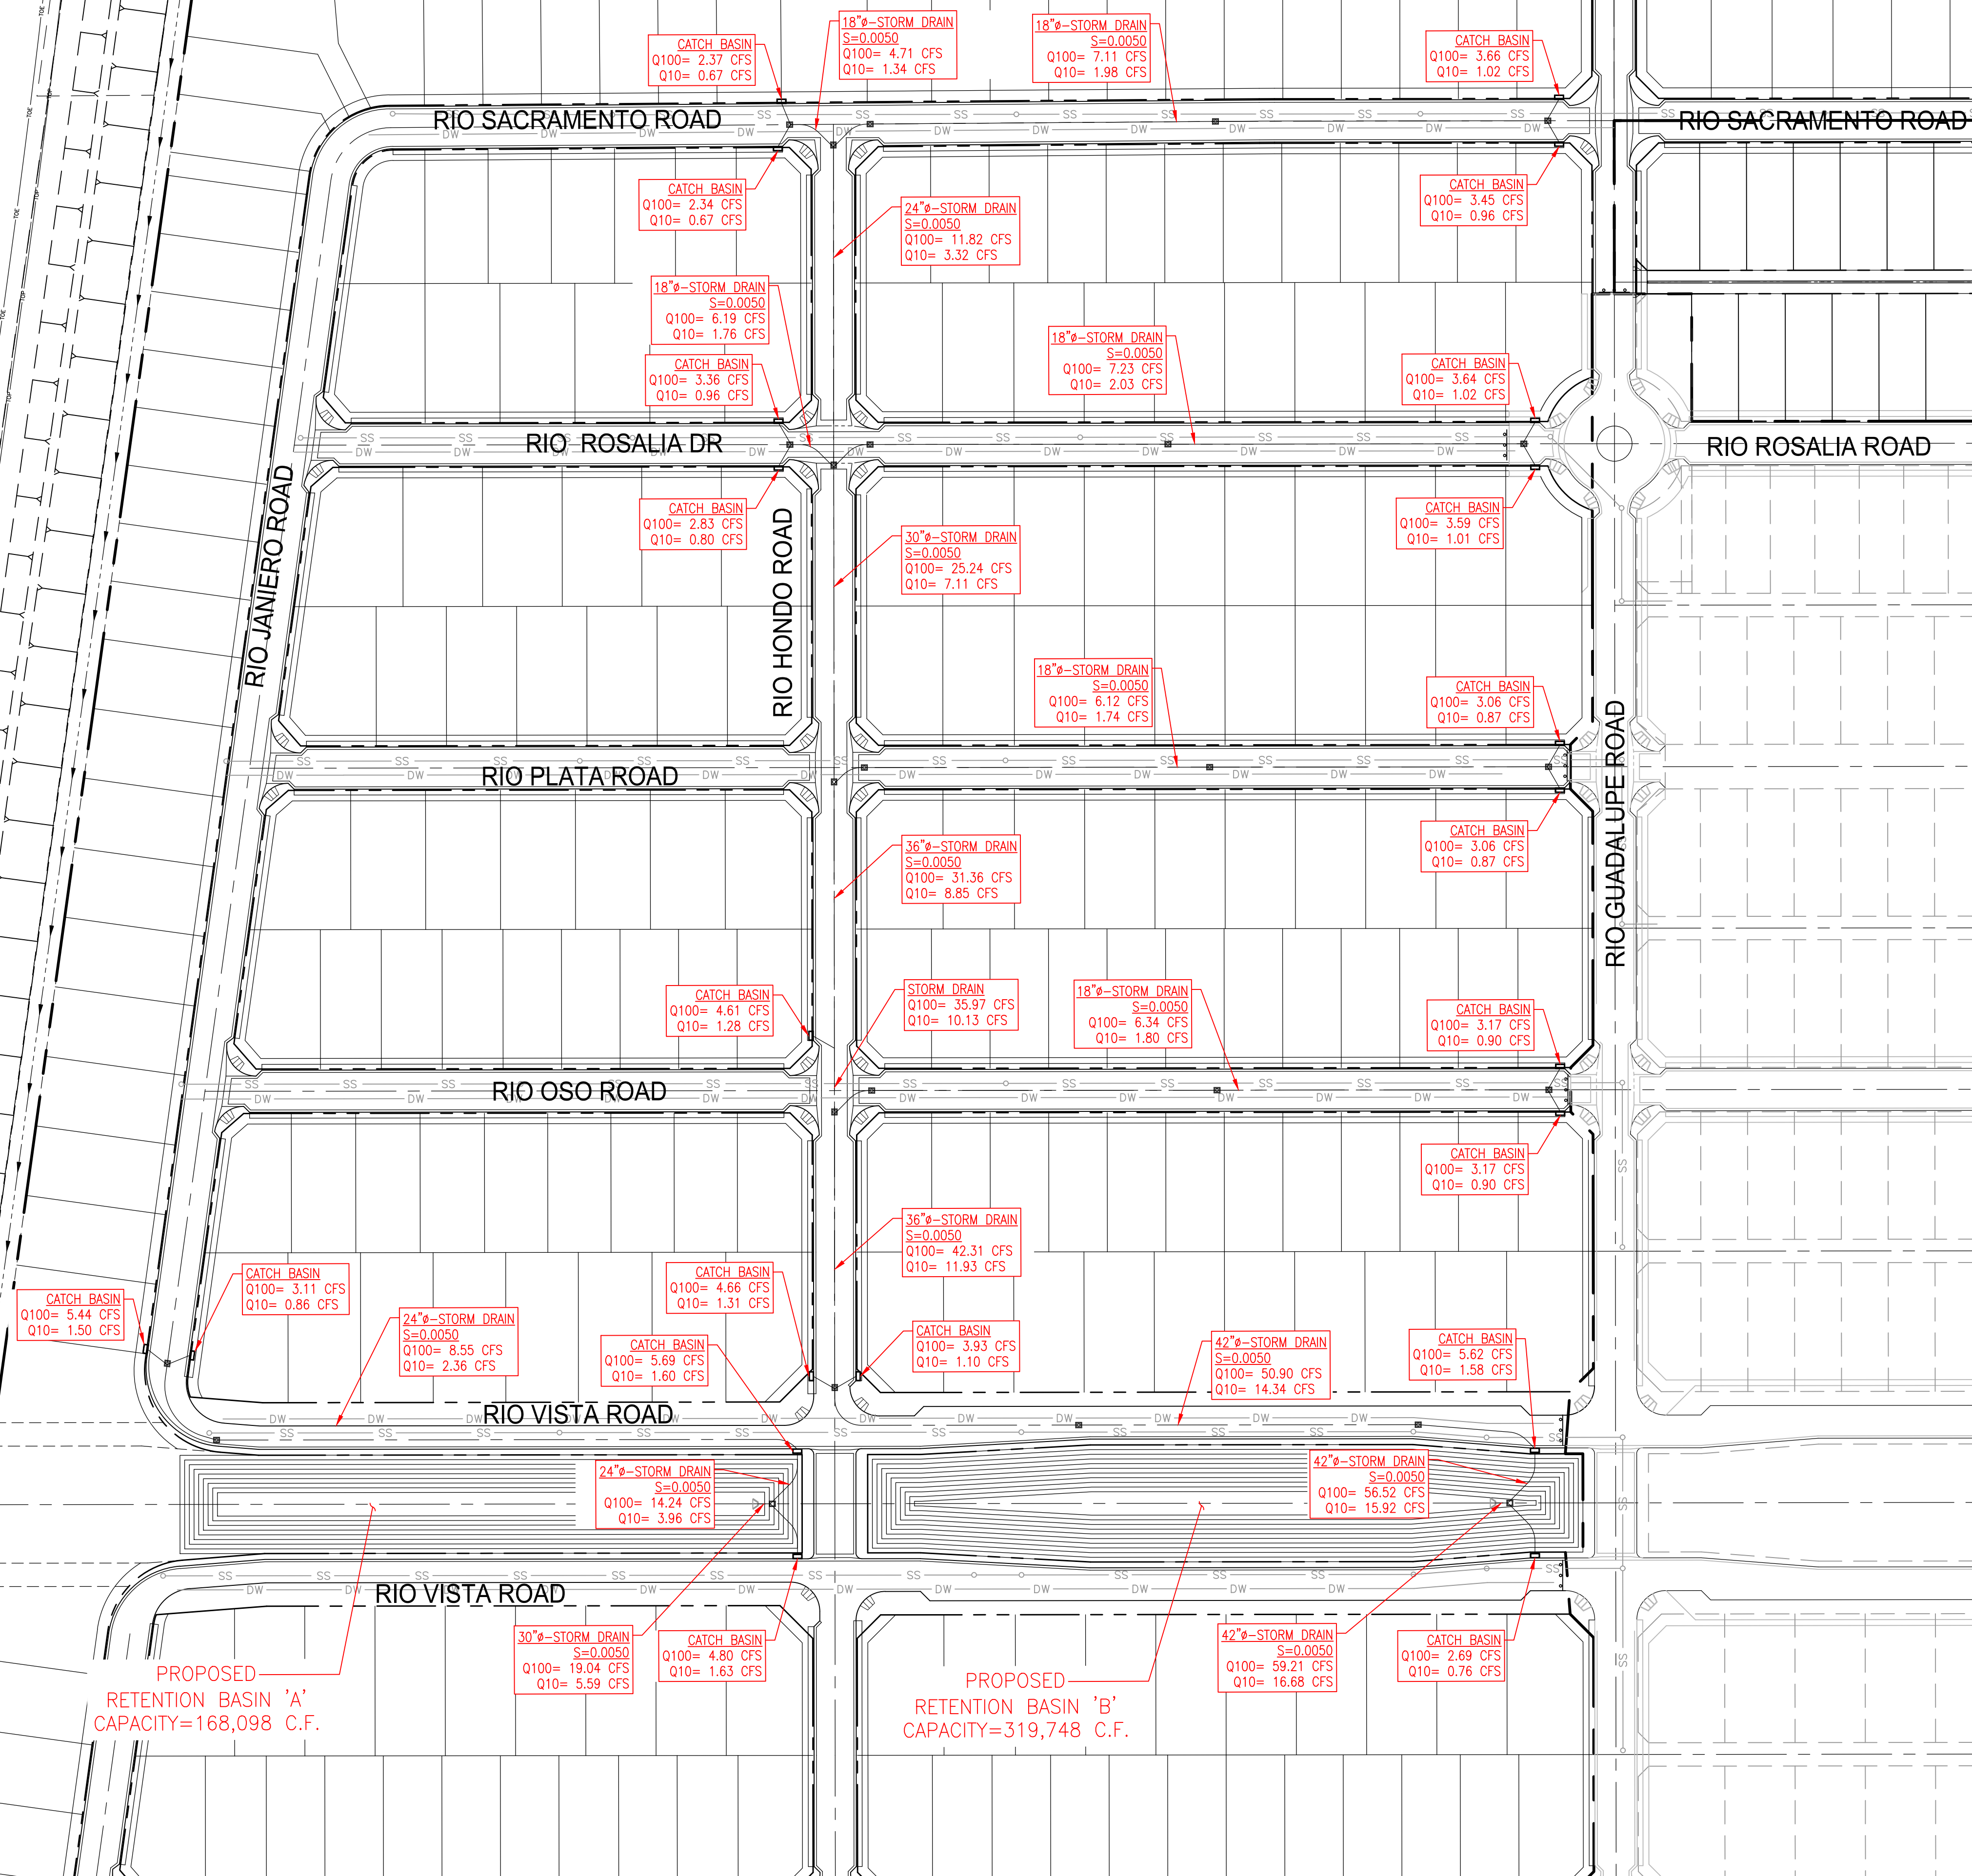 18"ø-STORM DRAIN
S=0.0050
Q100= 4.71 CFS
Q10= 1.34 CFS
18"ø-STORM DRAIN
S=0.0050
Q100= 7.11 CFS
Q10= 1.98 CFS
CATCH BASIN
Q100= 2.37 CFS
Q10= 0.67 CFS
CATCH BASIN
Q100= 3.66 CFS
Q10= 1.02 CFS
RIO SACRAMENTO ROAD
RIO SACRAMENTO ROAD
CATCH BASIN
Q100= 2.34 CFS
Q10= 0.67 CFS
CATCH BASIN
Q100= 3.45 CFS
Q10= 0.96 CFS
24"ø-STORM DRAIN
S=0.0050
Q100= 11.82 CFS
Q10= 3.32 CFS
18"ø-STORM DRAIN
S=0.0050
Q100= 6.19 CFS
Q10= 1.76 CFS
18"ø-STORM DRAIN
S=0.0050
Q100= 7.23 CFS
Q10= 2.03 CFS
CATCH BASIN
Q100= 3.36 CFS
Q10= 0.96 CFS
CATCH BASIN
Q100= 3.64 CFS
Q10= 1.02 CFS
RIO ROSALIA DR
RIO ROSALIA ROAD
RIO JANIERO ROAD
RIO HONDO ROAD
CATCH BASIN
Q100= 2.83 CFS
Q10= 0.80 CFS
CATCH BASIN
Q100= 3.59 CFS
Q10= 1.01 CFS
30"ø-STORM DRAIN
S=0.0050
Q100= 25.24 CFS
Q10= 7.11 CFS
18"ø-STORM DRAIN
S=0.0050
Q100= 6.12 CFS
Q10= 1.74 CFS
CATCH BASIN
Q100= 3.06 CFS
Q10= 0.87 CFS
RIO PLATA ROAD
RIO GUADALUPE ROAD
CATCH BASIN
Q100= 3.06 CFS
Q10= 0.87 CFS
36"ø-STORM DRAIN
S=0.0050
Q100= 31.36 CFS
Q10= 8.85 CFS
CATCH BASIN
Q100= 4.61 CFS
Q10= 1.28 CFS
STORM DRAIN
Q100= 35.97 CFS
Q10= 10.13 CFS
18"ø-STORM DRAIN
S=0.0050
Q100= 6.34 CFS
Q10= 1.80 CFS
CATCH BASIN
Q100= 3.17 CFS
Q10= 0.90 CFS
RIO OSO ROAD
CATCH BASIN
Q100= 3.17 CFS
Q10= 0.90 CFS
36"ø-STORM DRAIN
S=0.0050
Q100= 42.31 CFS
Q10= 11.93 CFS
CATCH BASIN
Q100= 5.44 CFS
Q10= 1.50 CFS
CATCH BASIN
Q100= 3.11 CFS
Q10= 0.86 CFS
24"ø-STORM DRAIN
S=0.0050
Q100= 8.55 CFS
Q10= 2.36 CFS
CATCH BASIN
Q100= 4.66 CFS
Q10= 1.31 CFS
CATCH BASIN
Q100= 5.69 CFS
Q10= 1.60 CFS
CATCH BASIN
Q100= 3.93 CFS
Q10= 1.10 CFS
42"ø-STORM DRAIN
S=0.0050
Q100= 50.90 CFS
Q10= 14.34 CFS
CATCH BASIN
Q100= 5.62 CFS
Q10= 1.58 CFS
RIO VISTA ROAD
24"ø-STORM DRAIN
S=0.0050
Q100= 14.24 CFS
Q10= 3.96 CFS
42"ø-STORM DRAIN
S=0.0050
Q100= 56.52 CFS
Q10= 15.92 CFS
RIO VISTA ROAD
30"ø-STORM DRAIN
S=0.0050
Q100= 19.04 CFS
Q10= 5.59 CFS
CATCH BASIN
Q100= 4.80 CFS
Q10= 1.63 CFS
42"ø-STORM DRAIN
S=0.0050
Q100= 59.21 CFS
Q10= 16.68 CFS
CATCH BASIN
Q100= 2.69 CFS
Q10= 0.76 CFS
PROPOSED
RETENTION BASIN 'A'
CAPACITY=168,098 C.F.
PROPOSED
RETENTION BASIN 'B'
CAPACITY=319,748 C.F.